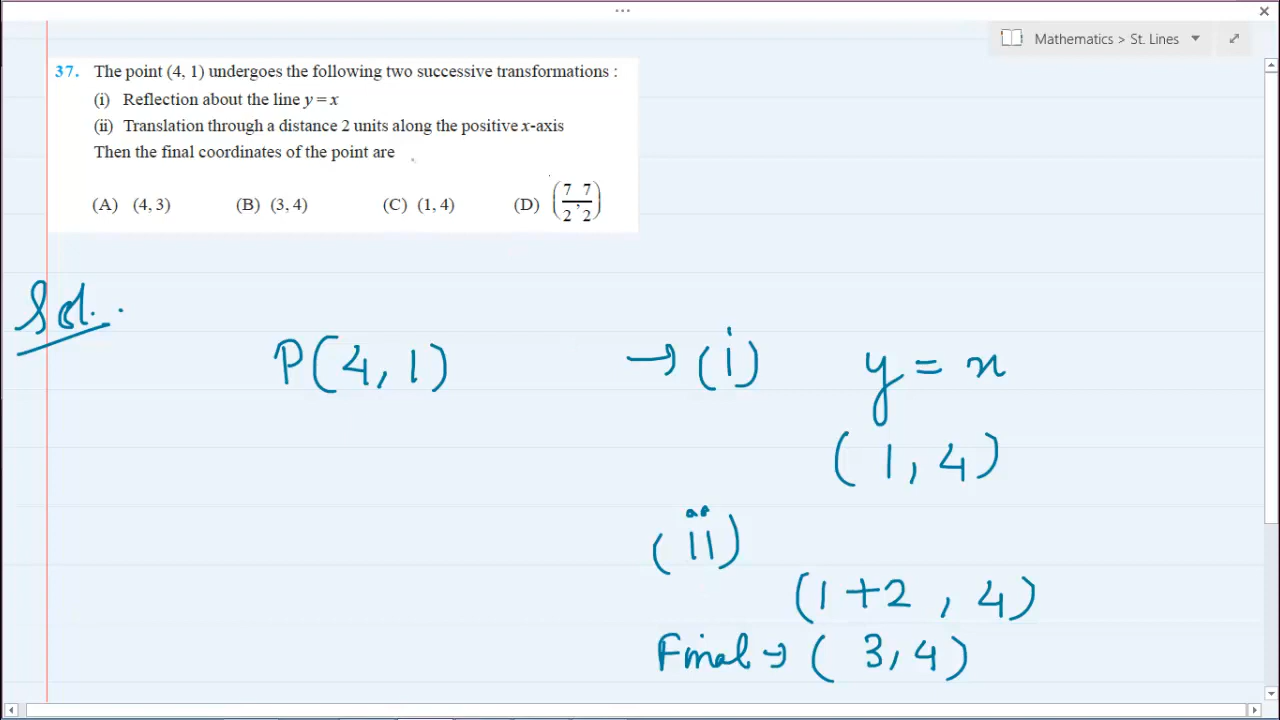 Mathematics > St. Lines
37. The point (4, 1) undergoes the following two successive transformations :
(i) Reflection about the line y = x
(ii) Translation through a distance 2 units along the positive x-axis
Then the final coordinates of the point are
(A) (4, 3) (B) (3, 4) (C) (1, 4) (D) (7/2, 7/2)
Sol.
P(4, 1) → (i) y = x
(1, 4)
(ii)
(1+2, 4)
Final → (3, 4)